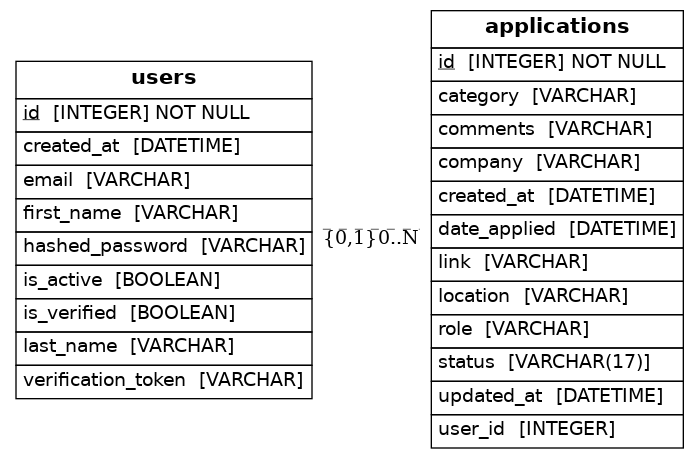 users
id [INTEGER] NOT NULL
created_at [DATETIME]
email [VARCHAR]
first_name [VARCHAR]
hashed_password [VARCHAR]
is_active [BOOLEAN]
is_verified [BOOLEAN]
last_name [VARCHAR]
verification_token [VARCHAR]
{0,1}0..N
applications
id [INTEGER] NOT NULL
category [VARCHAR]
comments [VARCHAR]
company [VARCHAR]
created_at [DATETIME]
date_applied [DATETIME]
link [VARCHAR]
location [VARCHAR]
role [VARCHAR]
status [VARCHAR(17)]
updated_at [DATETIME]
user_id [INTEGER]